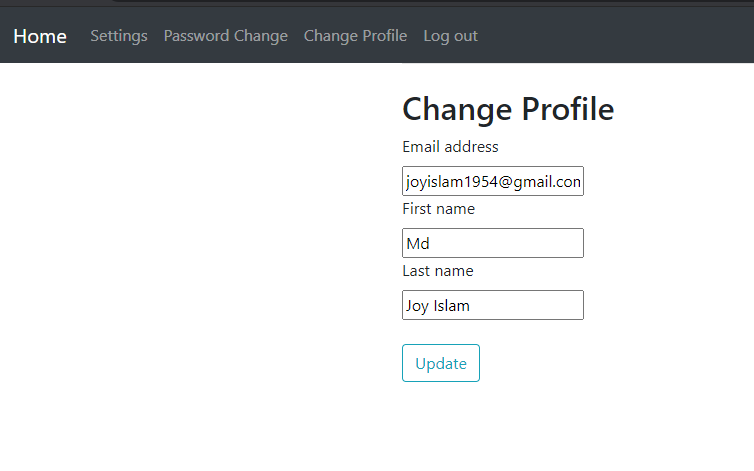 Home Settings Password Change Change Profile Log out
Change Profile
Email address
joyislam1954@gmail.com
First name
Md
Last name
Joy Islam
Update